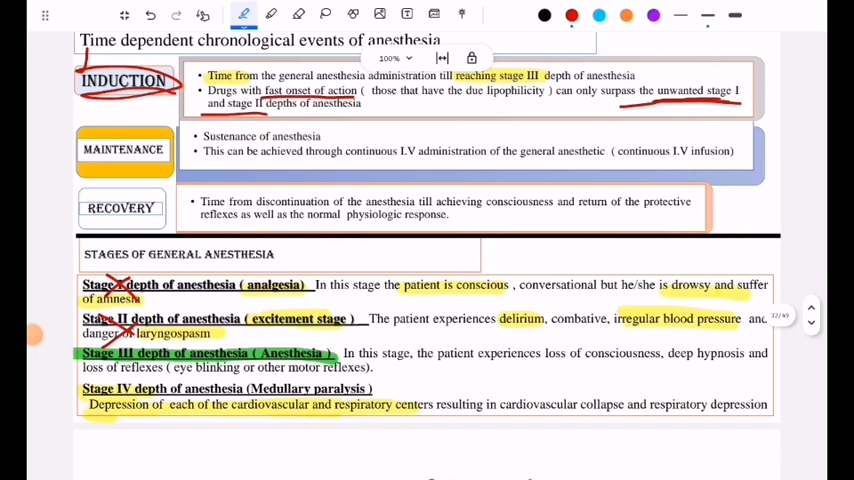 Time dependent chronological events of anesthesia
100%
INDUCTION
• Time from the general anesthesia administration till reaching stage III depth of anesthesia
• Drugs with fast onset of action ( those that have the due lipophility ) can only surpass the unwanted stage I
and stage II depths of anesthesia
MAINTENANCE
• Sustenance of anesthesia
• This can be achieved through continuous I.V administration of the general anesthetic ( continuous I.V infusion)
RECOVERY
• Time from discontinuation of the anesthesia till achieving consciousness and return of the protective
reflexes as well as the normal physiologic response.
STAGES OF GENERAL ANESTHESIA
Stage I depth of anesthesia ( analgesia) In this stage the patient is conscious , conversational but he/she is drowsy and suffer
of amnesia
Stage II depth of anesthesia ( excitement stage ) The patient experiences delirium, combative, irregular blood pressure and
danger of laryngospasm
32/49
Stage III depth of anesthesia ( Anesthesia ) In this stage, the patient experiences loss of consciousness, deep hypnosis and
loss of reflexes ( eye blinking or other motor reflexes).
Stage IV depth of anesthesia (Medullary paralysis )
Depression of each of the cardiovascular and respiratory centers resulting in cardiovascular collapse and respiratory depression